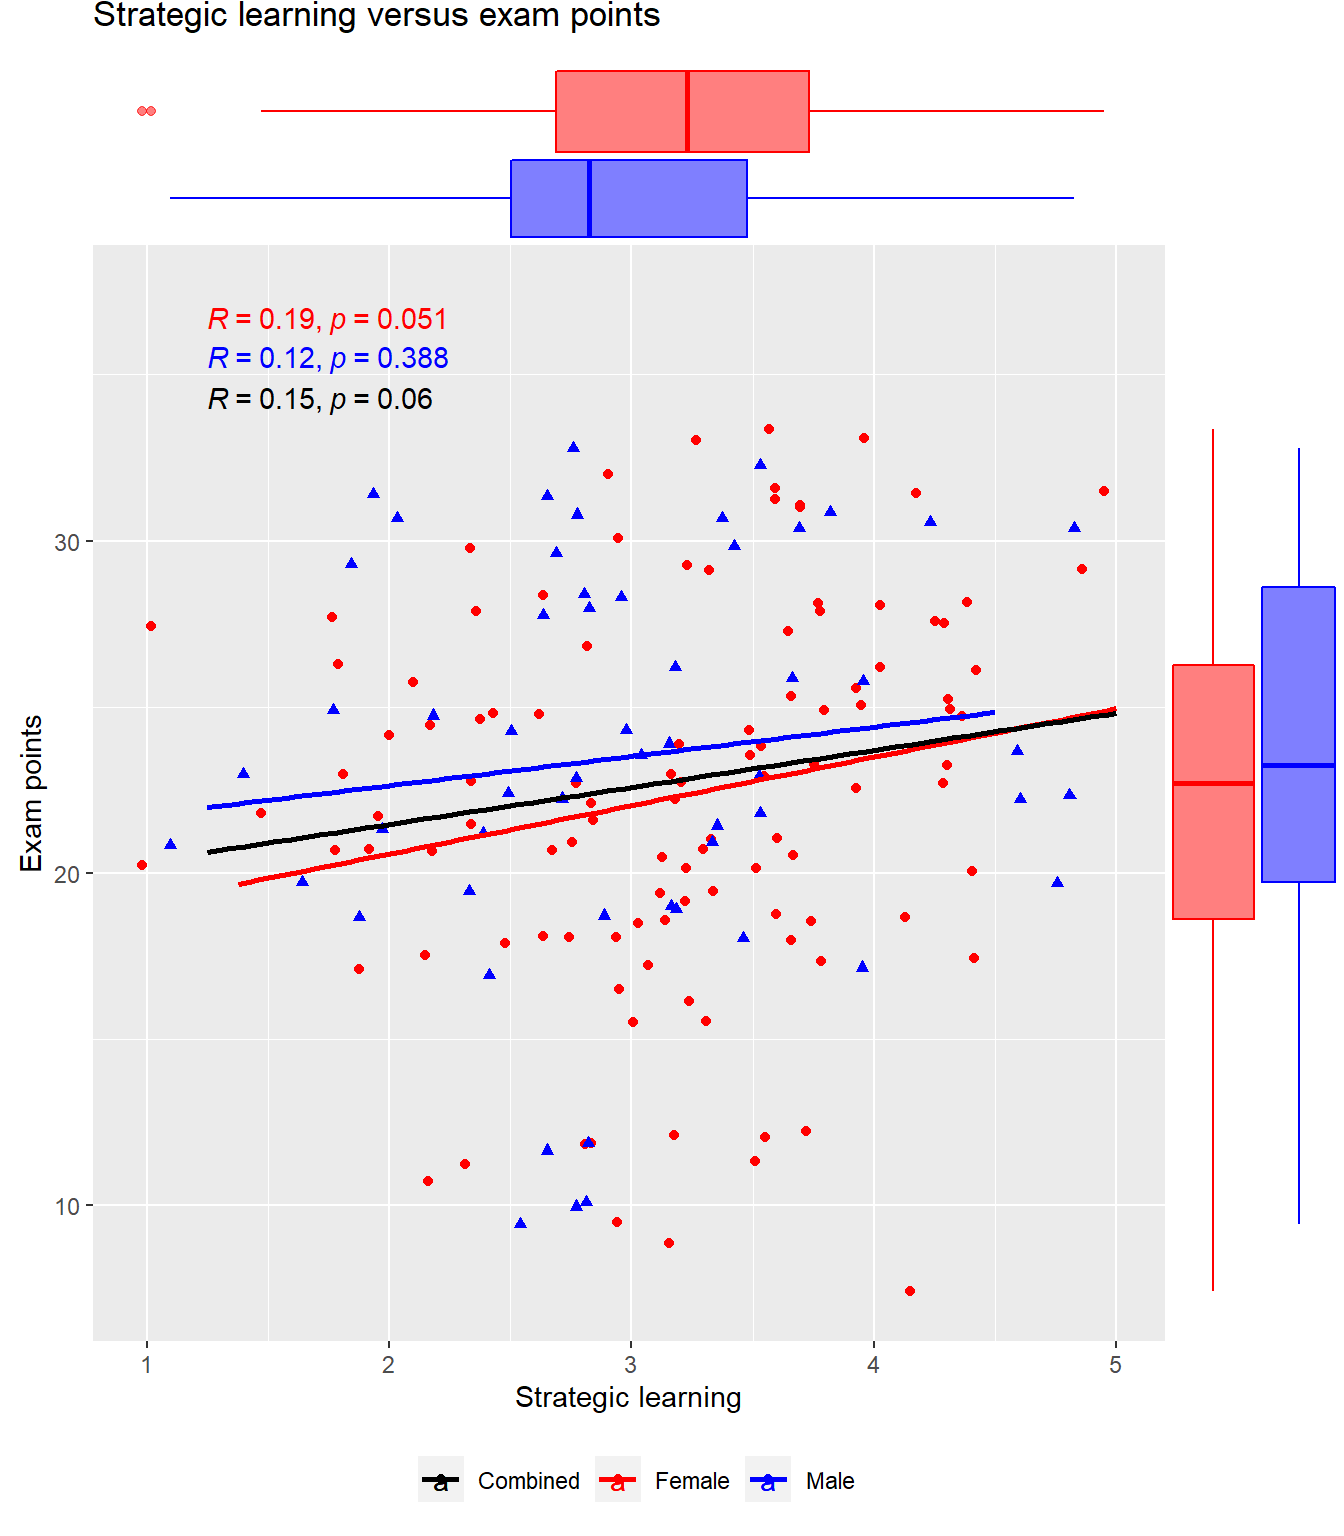 Strategic learning versus exam points
R = 0.19, p = 0.051
R = 0.12, p = 0.388
R = 0.15, p = 0.06
30
20
10
Exam points
1 2 3 4 5
Strategic learning
a Combined a Female a Male